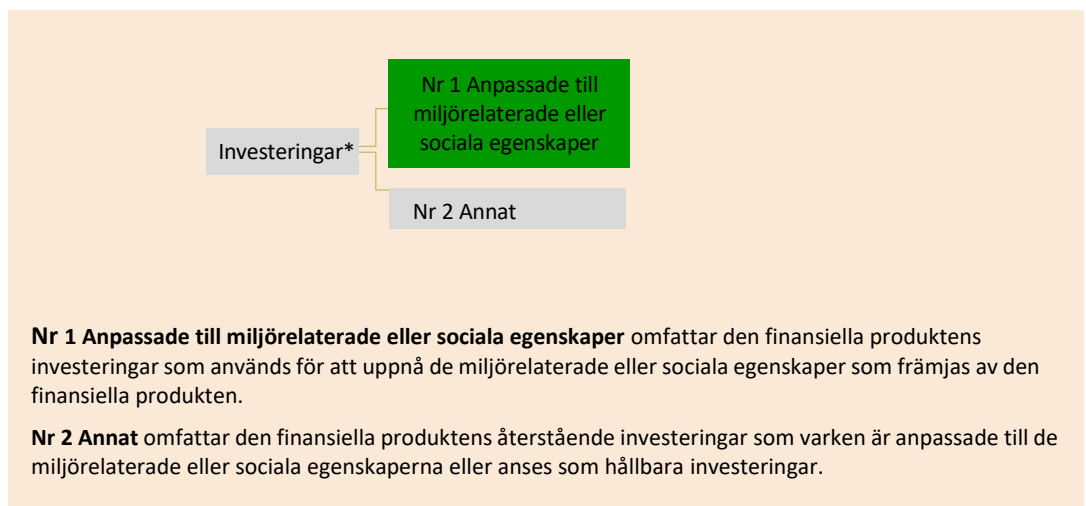 Nr 1 Anpassade till
miljörelaterade eller
sociala egenskaper
Investeringar*
Nr 2 Annat
Nr 1 Anpassade till miljörelaterade eller sociala egenskaper omfattar den finansiella produktens
investeringar som används för att uppnå de miljörelaterade eller sociala egenskaper som främjas av den
finansiella produkten.
Nr 2 Annat omfattar den finansiella produktens återstående investeringar som varken är anpassade till de
miljörelaterade eller sociala egenskaperna eller anses som hållbara investeringar.